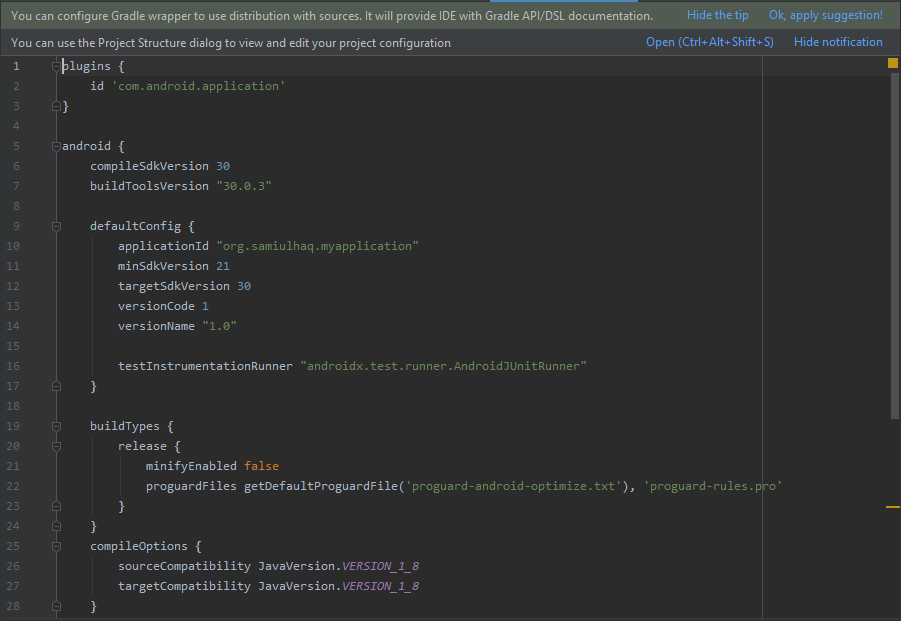 You can configure Gradle wrapper to use distribution with sources. It will provide IDE with Gradle API/DSL documentation. Hide the tip Ok, apply suggestion!
You can use the Project Structure dialog to view and edit your project configuration Open (Ctrl+Alt+Shift+S) Hide notification
1 plugins {
2     id 'com.android.application'
3 }
4
5 android {
6     compileSdkVersion 30
7     buildToolsVersion "30.0.3"
8
9     defaultConfig {
10         applicationId "org.samiulhaq.myapplication"
11         minSdkVersion 21
12         targetSdkVersion 30
13         versionCode 1
14         versionName "1.0"
15
16         testInstrumentationRunner "androidx.test.runner.AndroidJUnitRunner"
17     }
18
19     buildTypes {
20         release {
21             minifyEnabled false
22             proguardFiles getDefaultProguardFile('proguard-android-optimize.txt'), 'proguard-rules.pro'
23         }
24     }
25     compileOptions {
26         sourceCompatibility JavaVersion.VERSION_1_8
27         targetCompatibility JavaVersion.VERSION_1_8
28     }